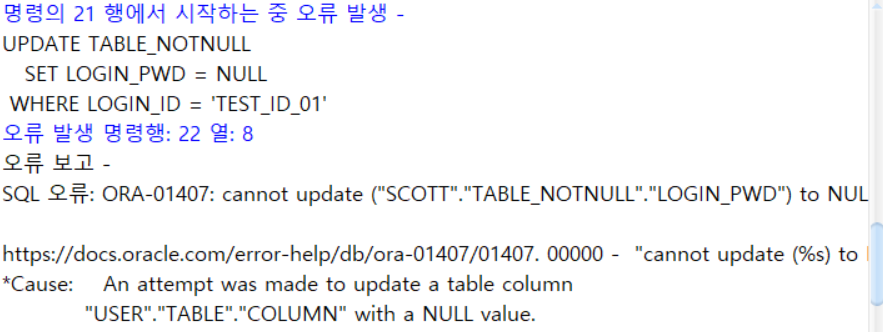 명령의 21 행에서 시작하는 중 오류 발생 -
UPDATE TABLE_NOTNULL
SET LOGIN_PWD = NULL
WHERE LOGIN_ID = 'TEST_ID_01'
오류 발생 명령행: 22 열: 8
오류 보고 -
SQL 오류: ORA-01407: cannot update ("SCOTT"."TABLE_NOTNULL"."LOGIN_PWD") to NUL
https://docs.oracle.com/error-help/db/ora-01407/01407. 00000 - "cannot update (%s) to
*Cause: An attempt was made to update a table column
"USER"."TABLE"."COLUMN" with a NULL value.